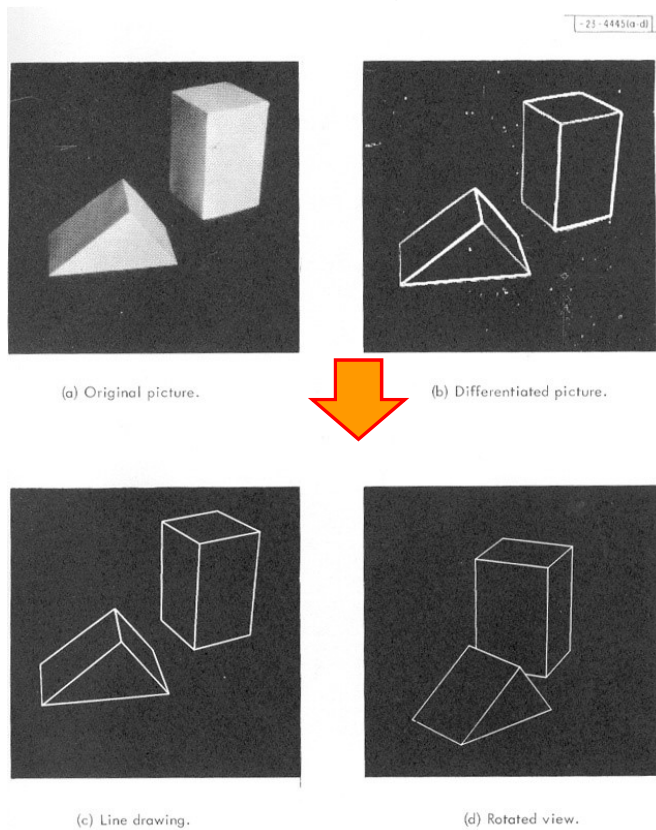 -23-4445(a-d)
(a) Original picture.
(b) Differentiated picture.
(c) Line drawing.
(d) Rotated view.